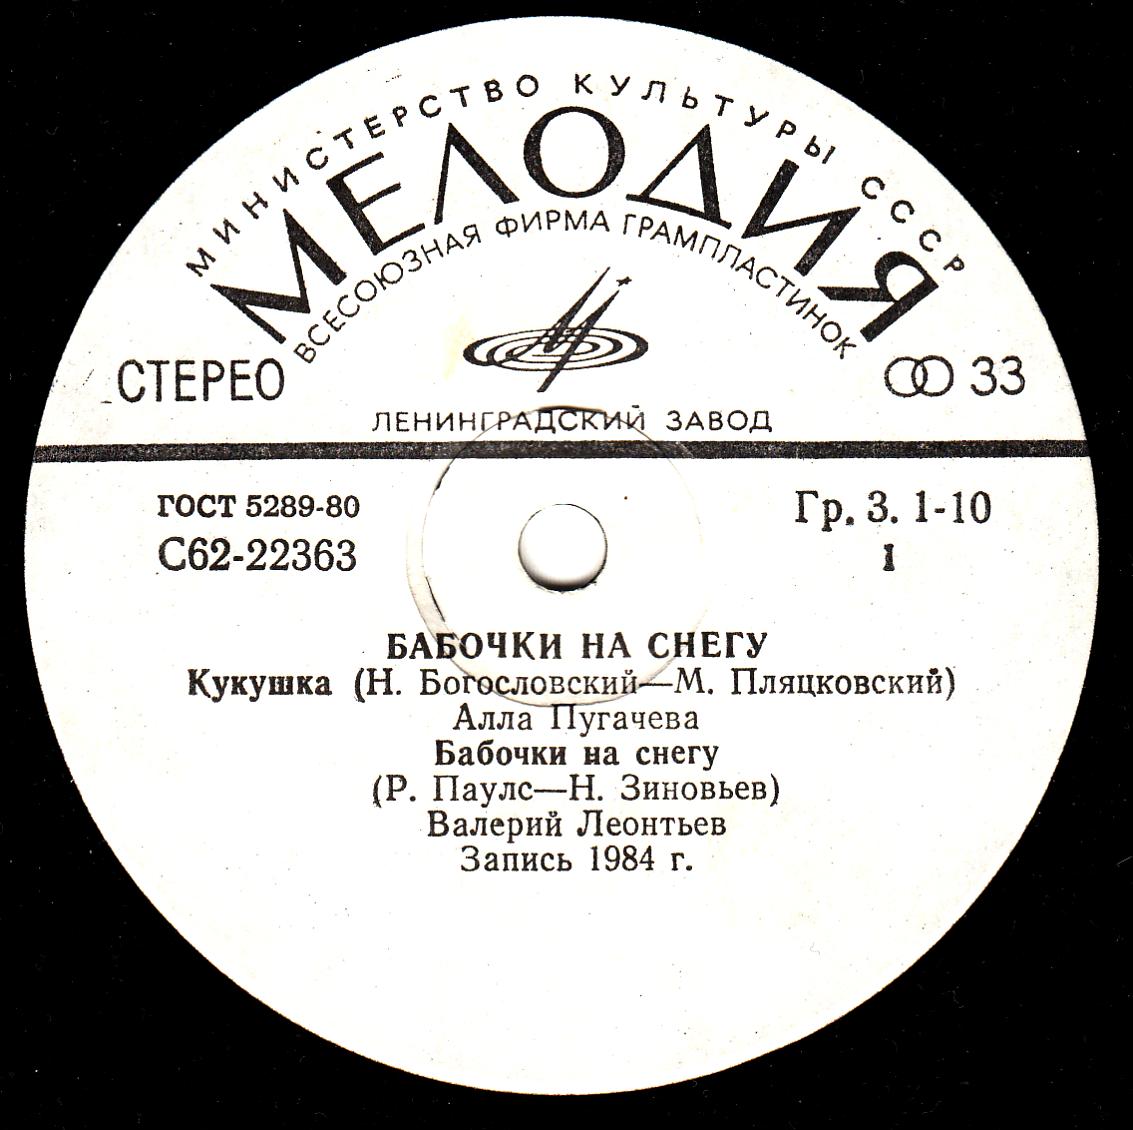 МИНИСТЕРСТВО КУЛЬТУРЫ СССР
МЕЛОДИЯ
ВСЕСОЮЗНАЯ ФИРМА ГРАМПЛАСТИНОК
СТЕРЕО
33
ЛЕНИНГРАДСКИЙ ЗАВОД
ГОСТ 5289-80
Гр. 3. 1-10
С62-22363
1
БАБОЧКИ НА СНЕГУ
Кукушка (Н. Богословский—М. Пляцковский)
Алла Пугачева
Бабочки на снегу
(Р. Паулс—Н. Зиновьев)
Валерий Леонтьев
Запись 1984 г.